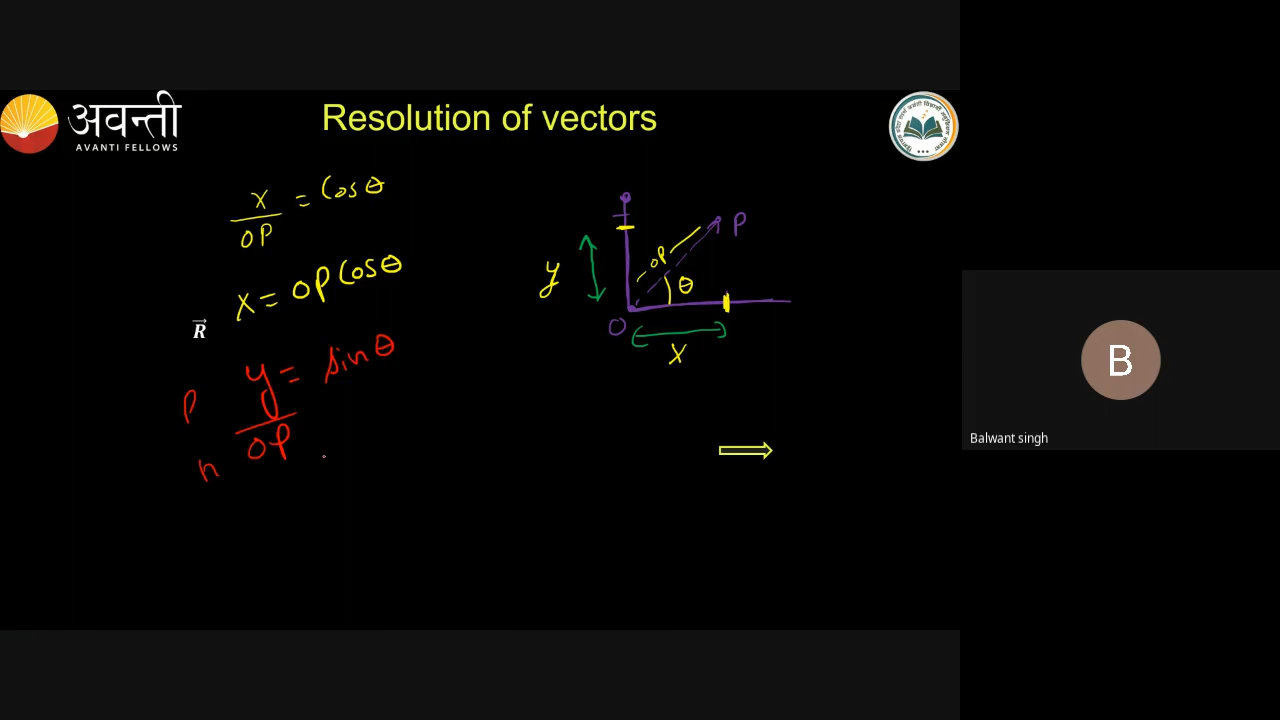 अवन्ती
AVANTI FELLOWS
Resolution of vectors
x/OP = Cosθ
x = OP Cosθ
R
y/OP = sinθ
P
h
P
OP
θ
y
O
x
B
Balwant singh